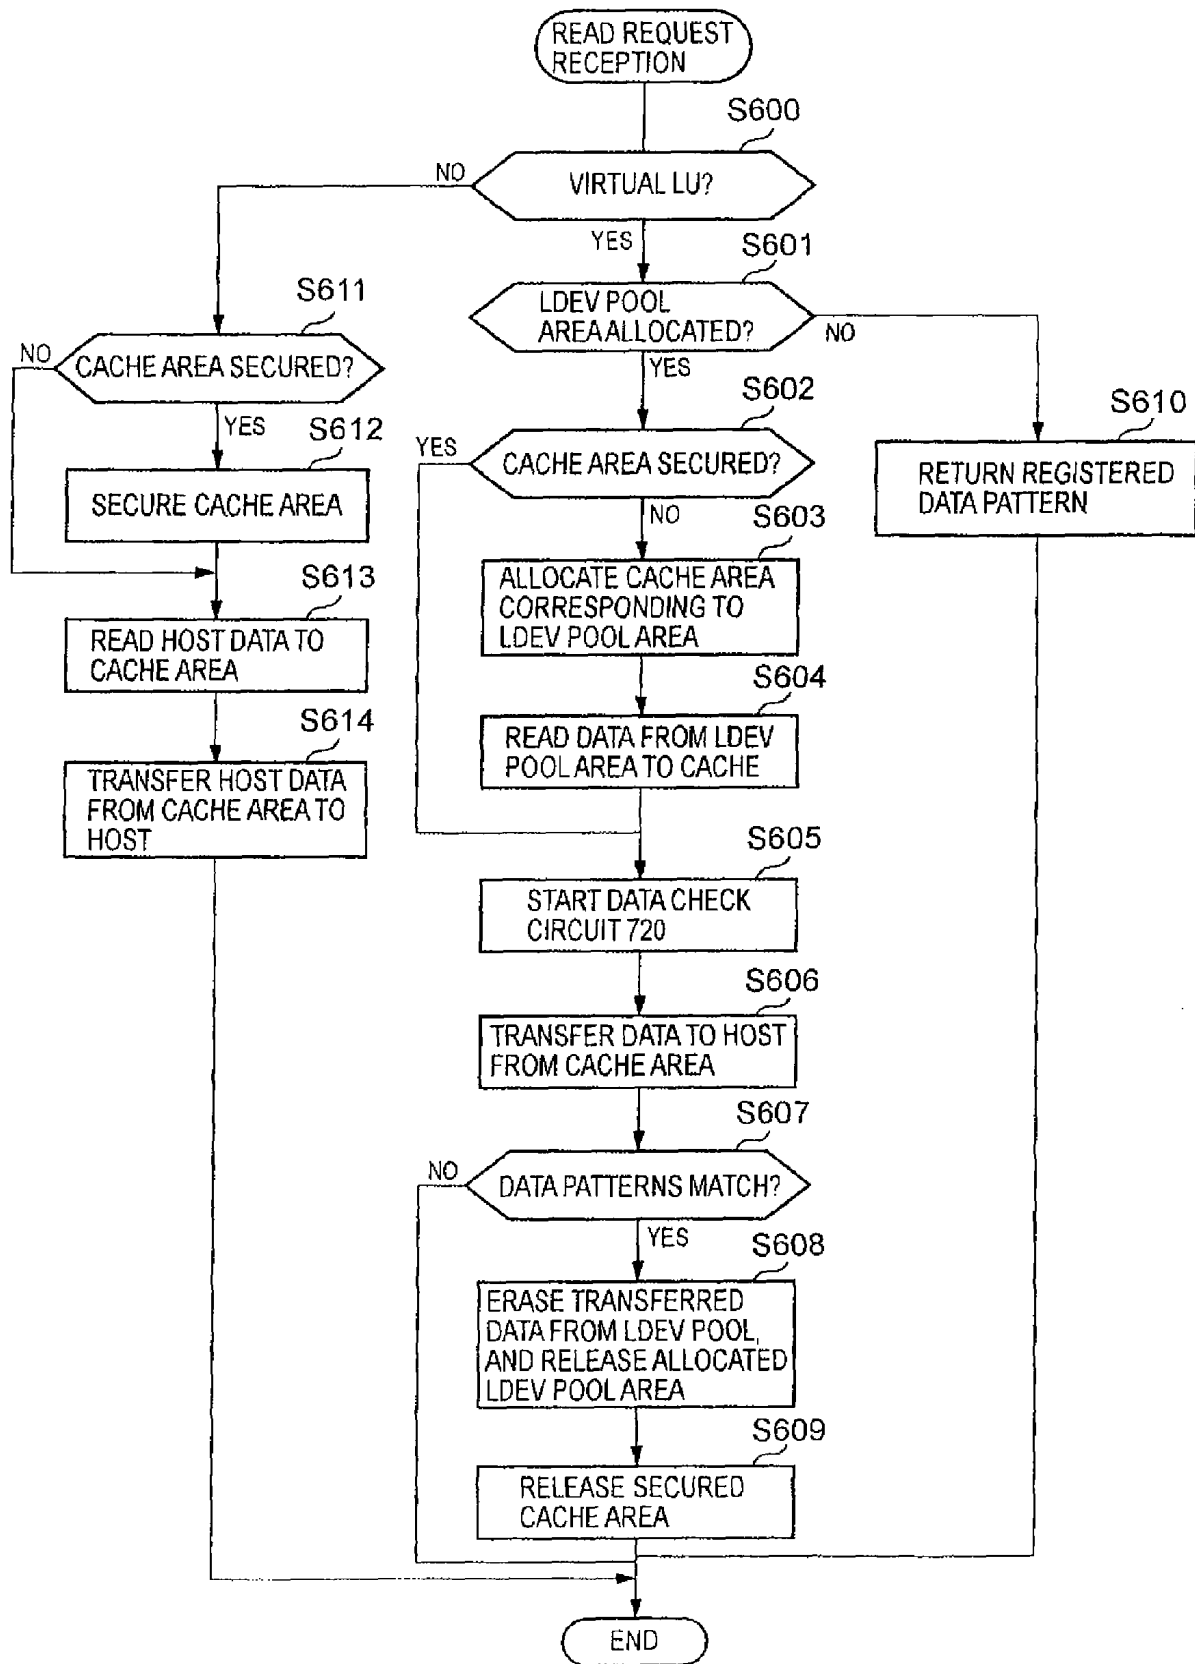 READ REQUEST
RECEPTION
S600
VIRTUAL LU?
NO
YES
S601
LDEV POOL
AREA ALLOCATED?
NO
YES
S611
CACHE AREA SECURED?
NO
YES
S602
CACHE AREA SECURED?
YES
NO
S610
RETURN REGISTERED
DATA PATTERN
S612
SECURE CACHE AREA
S603
ALLOCATE CACHE AREA
CORRESPONDING TO
LDEV POOL AREA
S613
READ HOST DATA TO
CACHE AREA
S604
READ DATA FROM LDEV
POOL AREA TO CACHE
S614
TRANSFER HOST DATA
FROM CACHE AREA TO
HOST
S605
START DATA CHECK
CIRCUIT 720
S606
TRANSFER DATA TO HOST
FROM CACHE AREA
S607
DATA PATTERNS MATCH?
NO
YES
S608
ERASE TRANSFERRED
DATA FROM LDEV POOL,
AND RELEASE ALLOCATED
LDEV POOL AREA
S609
RELEASE SECURED
CACHE AREA
END